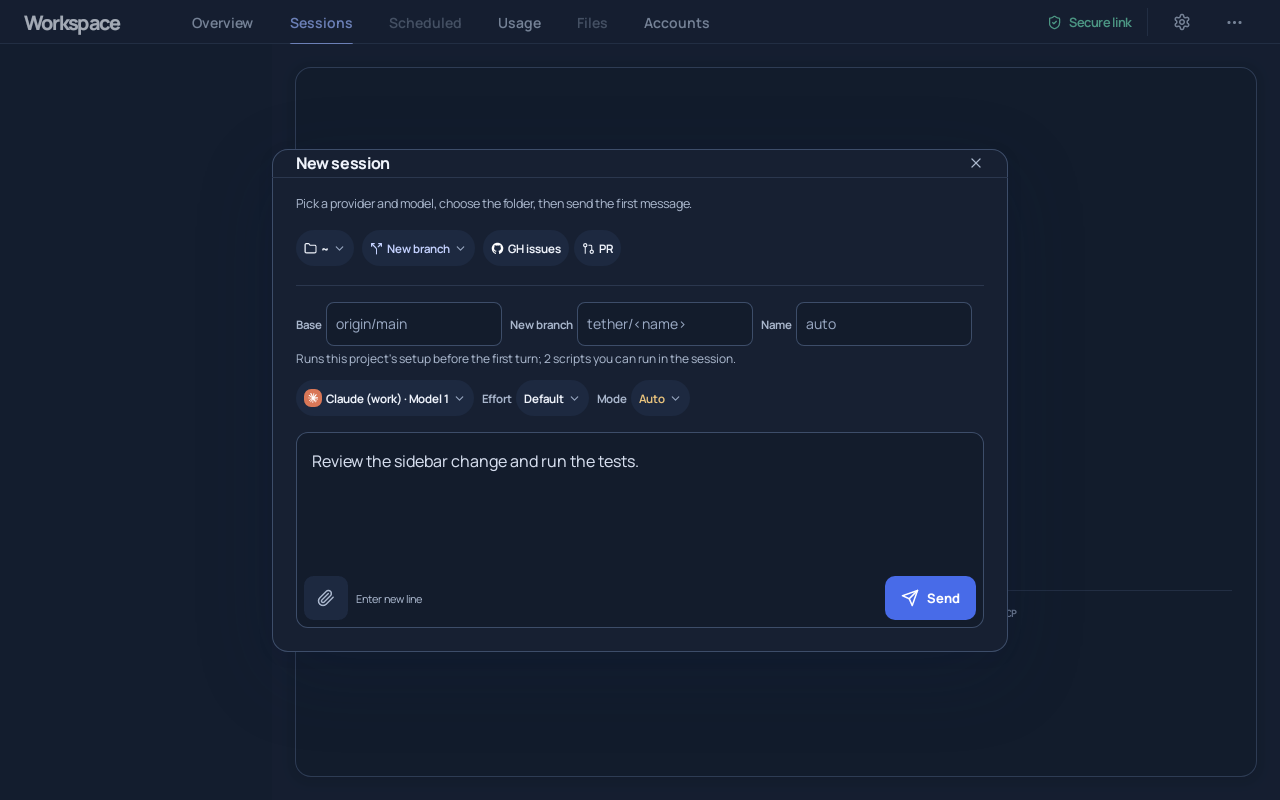 Workspace Overview Sessions Scheduled Usage Files Accounts Secure link
New session
Pick a provider and model, choose the folder, then send the first message.
~ New branch GH issues PR
Base origin/main New branch tether/<name> Name auto
Runs this project's setup before the first turn; 2 scripts you can run in the session.
Claude (work) · Model 1 Effort Default Mode Auto
Review the sidebar change and run the tests.
Enter new line Send